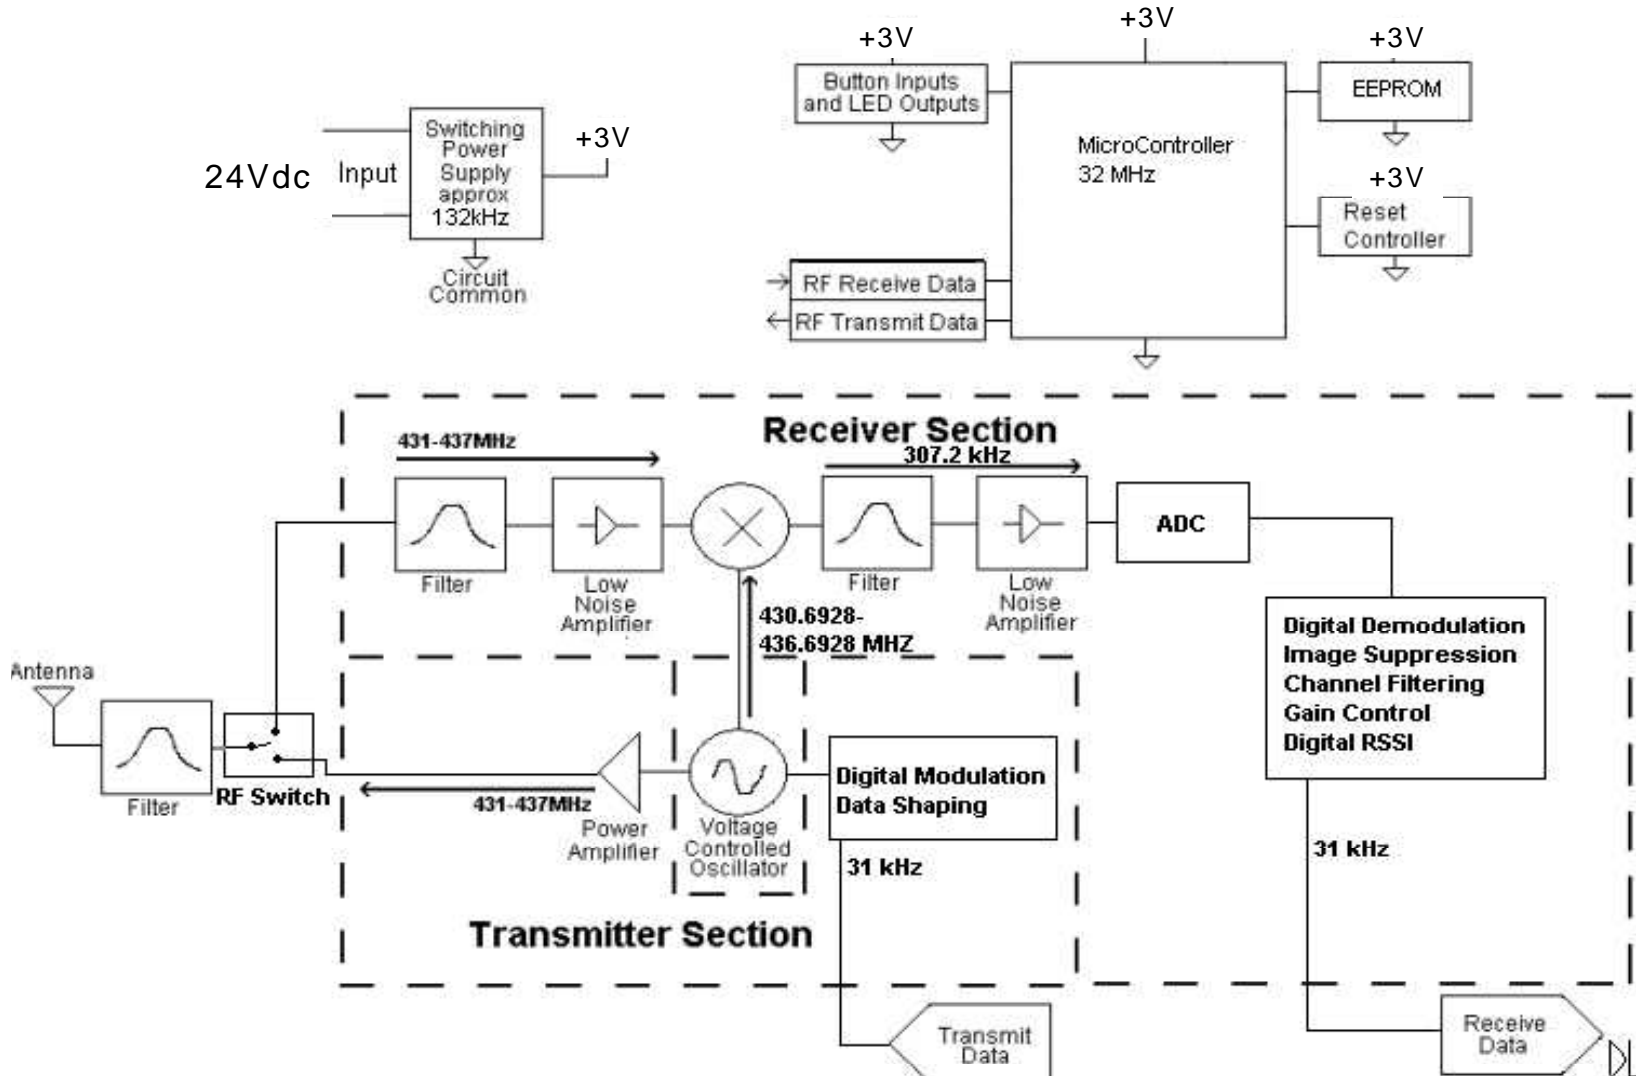 +3V
+3V
+3V
Button Inputs
and LED Outputs
EEPROM
Switching
Power
Supply
approx
132kHz
+3V
24Vdc
Input
MicroController
32 MHz
+3V
Reset
Controller
Circuit
Common
RF Receive Data
RF Transmit Data
Receiver Section
431-437MHz
307.2 kHz
ADC
Filter
Low
Noise
Amplifier
Filter
Low
Noise
Amplifier
430.6928-
436.6928 MHZ
Digital Demodulation
Image Suppression
Channel Filtering
Gain Control
Digital RSSI
Antenna
Filter
RF Switch
431-437MHz
Power
Amplifier
Voltage
Controlled
Oscillator
Digital Modulation
Data Shaping
31 kHz
31 kHz
Transmitter Section
Transmit
Data
Receive
Data